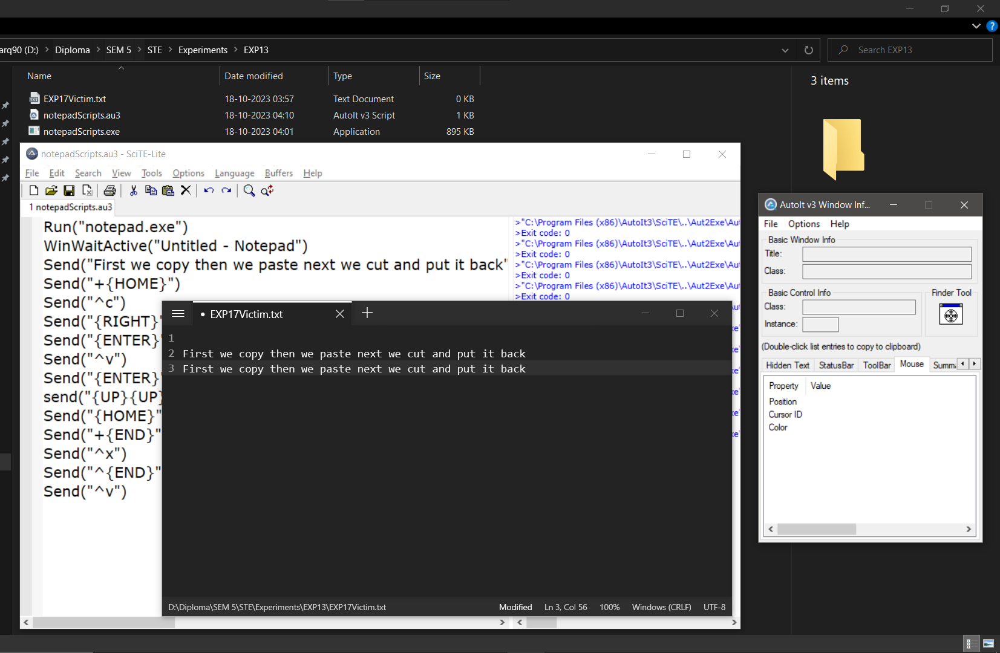 arq90 (D:) > Diploma > SEM 5 > STE > Experiments > EXP13
Search EXP13
Name Date modified Type Size
3 items
EXP17Victim.txt 18-10-2023 03:57 Text Document 0 KB
notepadScripts.au3 18-10-2023 04:10 AutoIt v3 Script 1 KB
notepadScripts.exe 18-10-2023 04:01 Application 895 KB
notepadScripts.au3 - SciTE-Lite
File Edit Search View Tools Options Language Buffers Help
1 notepadScripts.au3
Run("notepad.exe")
WinWaitActive("Untitled - Notepad")
Send("First we copy then we paste next we cut and put it back"
Send("+{HOME}")
Send("^c")
Send("{RIGHT}"
Send("{ENTER}"
Send("^v")
Send("{ENTER}"
send("{UP}{UP}
Send("{HOME}"
Send("+{END}"
Send("^x")
Send("^{END}"
Send("^v")
>"C:\Program Files (x86)\AutoIt3\SciTE\..\Aut2Exe\Aut
>Exit code: 0
>"C:\Program Files (x86)\AutoIt3\SciTE\..\Aut2Exe\Aut
>Exit code: 0
>"C:\Program Files (x86)\AutoIt3\SciTE\..\Aut2Exe\Aut
>Exit code: 0
>"C:\Program Files (x86)\AutoIt3\SciTE\..\Aut2Exe\Aut
>Exit code: 0
EXP17Victim.txt
1
2 First we copy then we paste next we cut and put it back
3 First we copy then we paste next we cut and put it back
D:\Diploma\SEM 5\STE\Experiments\EXP13\EXP17Victim.txt Modified Ln 3, Col 56 100% Windows (CRLF) UTF-8
AutoIt v3 Window Inf...
File Options Help
Basic Window Info
Title:
Class:
Basic Control Info
Class:
Instance:
Finder Tool
(Double-click list entries to copy to clipboard)
Hidden Text StatusBar ToolBar Mouse Summ
Property Value
Position
Cursor ID
Color